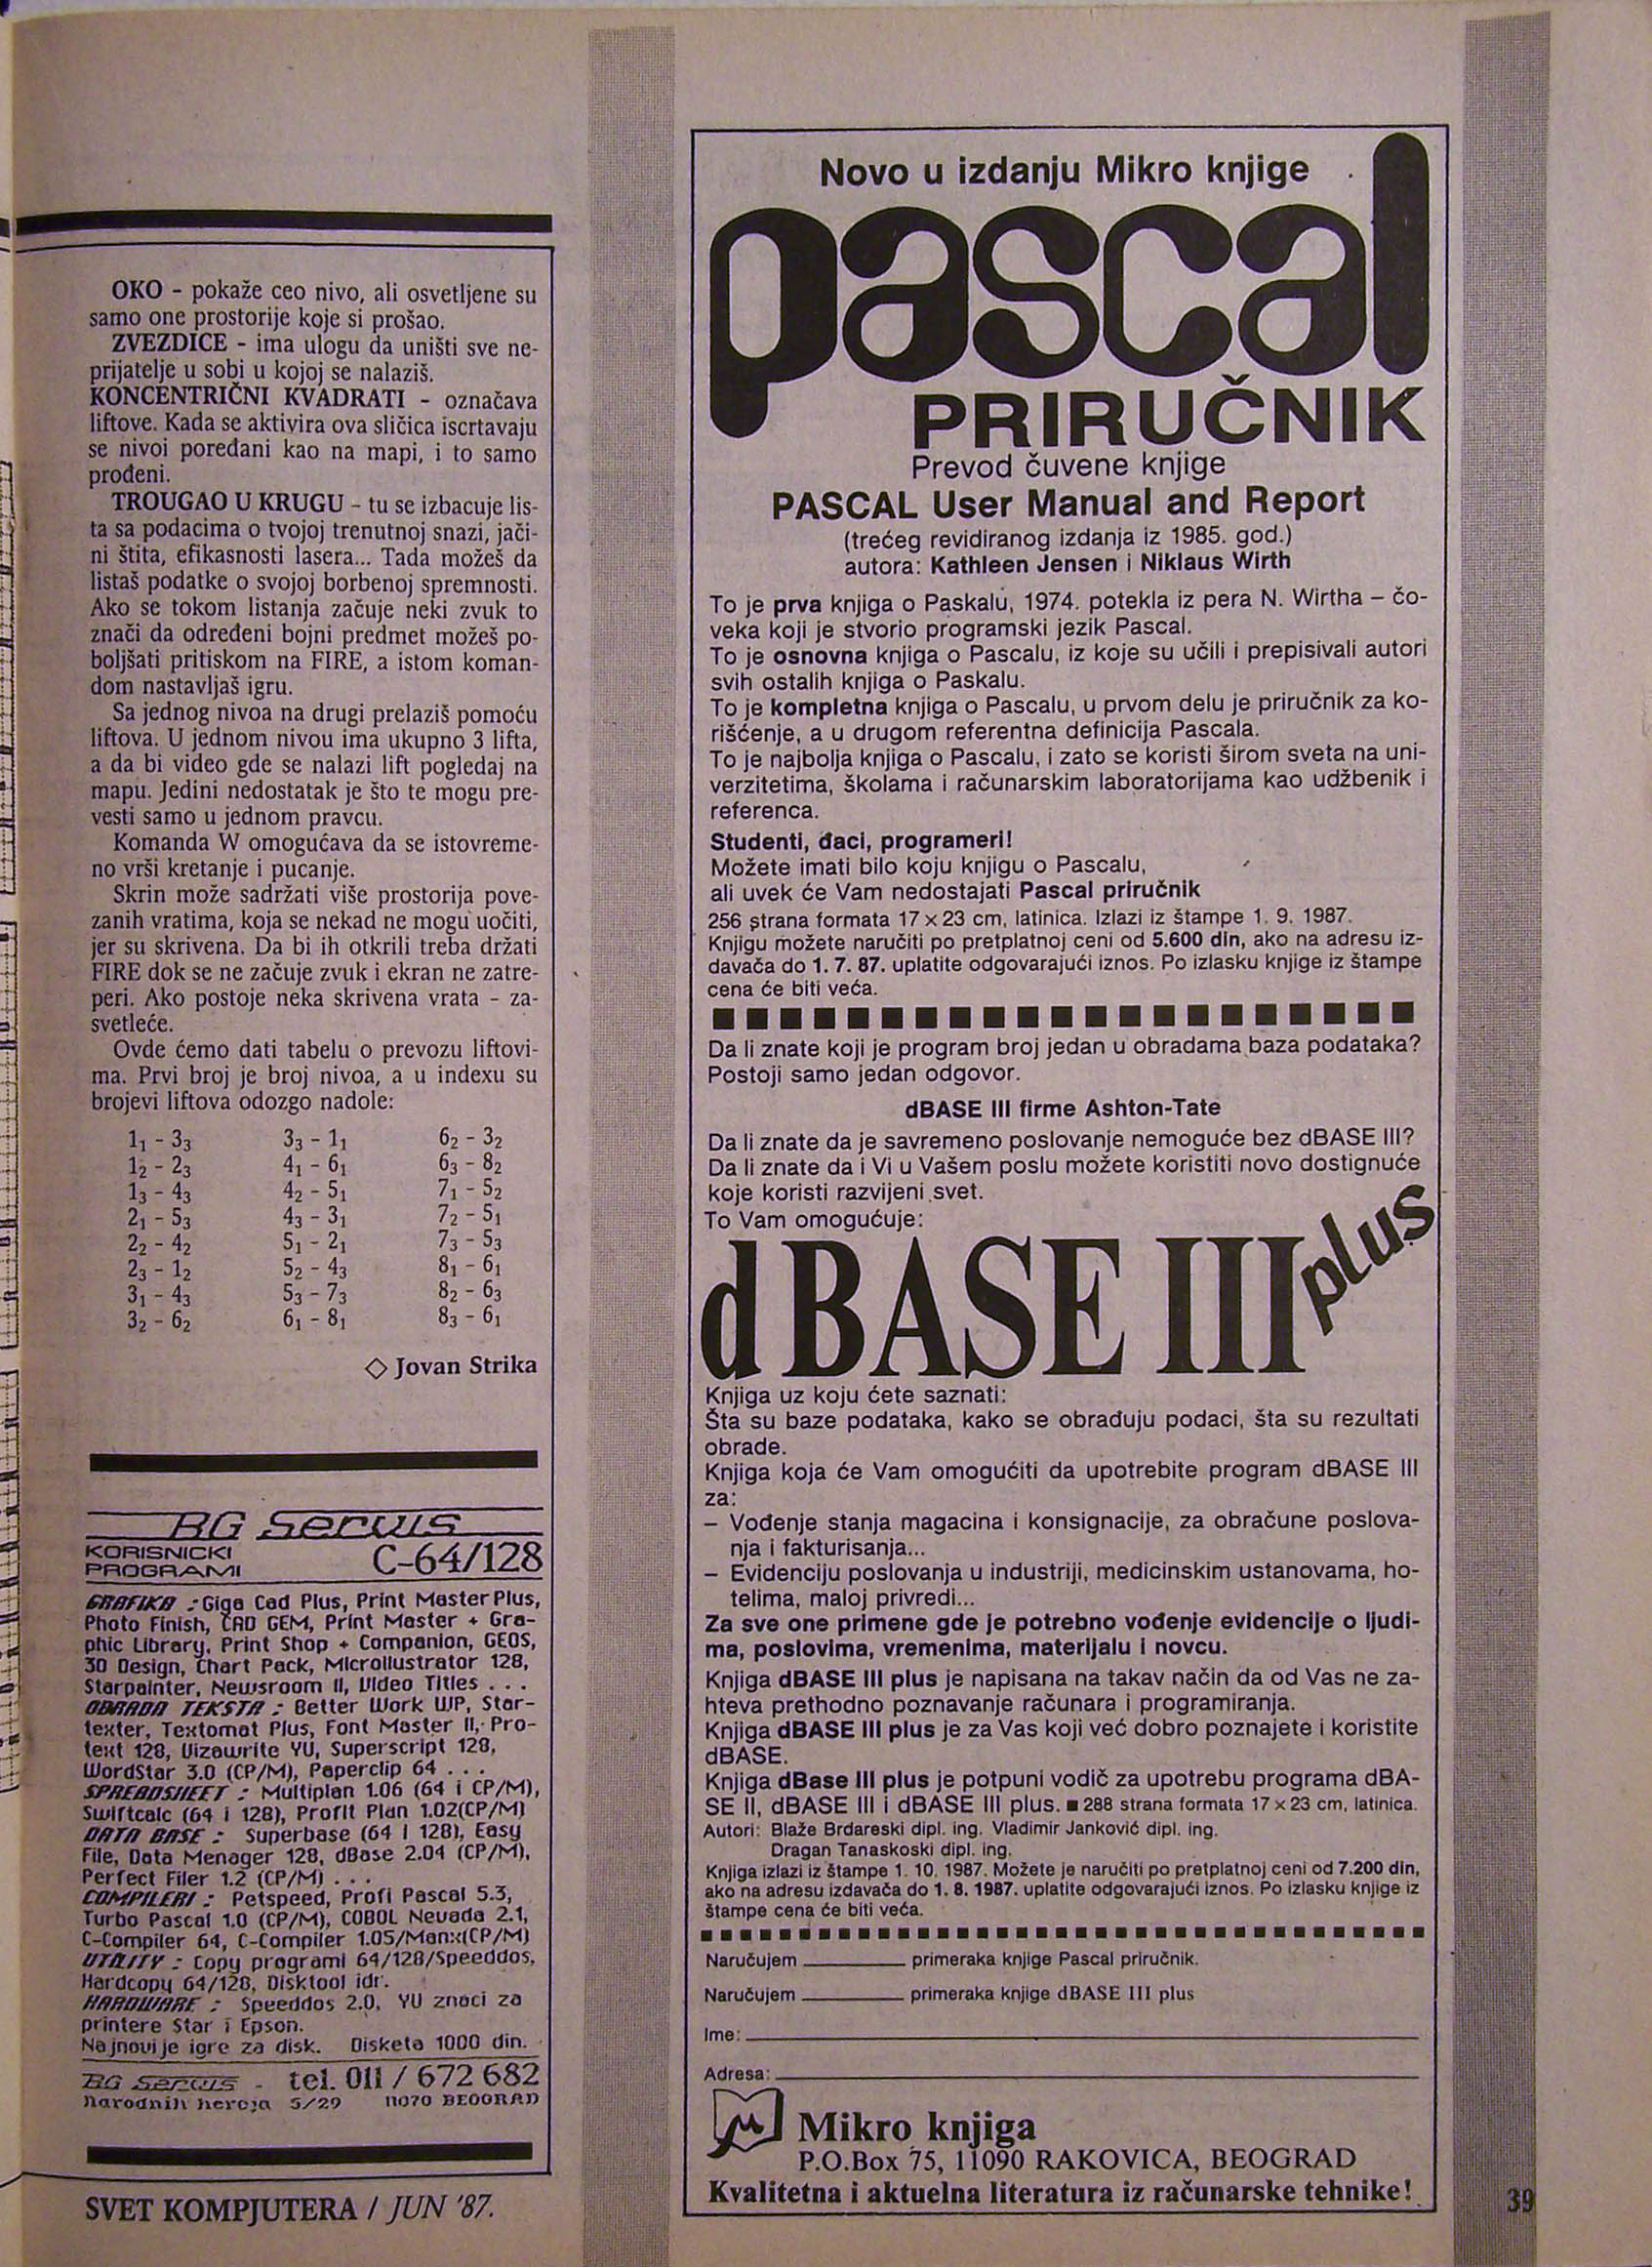 OKO - pokaže ceo nivo, ali osvetljene su
samo one prostorije koje si prošao.
ZVEZDICE - ima ulogu da uništi sve ne-
prijatelje u sobi u kojoj se nalaziš.
KONCENTRIČNI KVADRATI - označava
liftove. Kada se aktivira ova sličica iscrtavaju
se nivoi poređani kao na mapi, i to samo
prođeni.
TROUGAO U KRUGU - tu se izbacuje lis-
ta sa podacima o tvojoj trenutnoj snazi, jači-
ni štita, efikasnosti lasera... Tada možeš da
listaš podatke o svojoj borbenoj spremnosti.
Ako se tokom listanja začuje neki zvuk to
znači da određeni bojni predmet možeš po-
boljšati pritiskom na FIRE, a istom koman-
dom nastavljaš igru.
Sa jednog nivoa na drugi prelaziš pomoću
liftova. U jednom nivou ima ukupno 3 lifta,
a da bi video gde se nalazi lift pogledaj na
mapu. Jedini nedostatak je što te mogu pre-
vesti samo u jednom pravcu.
Komanda W omogućava da se istovreme-
no vrši kretanje i pucanje.
Skrin može sadržati više prostorija pove-
zanih vratima, koja se nekad ne mogu uočiti,
jer su skrivena. Da bi ih otkrili treba držati
FIRE dok se ne začuje zvuk i ekran ne zatre-
peri. Ako postoje neka skrivena vrata - za-
svetleće.
Ovde ćemo dati tabelu o prevozu liftovi-
ma. Prvi broj je broj nivoa, a u indexu su
brojevi liftova odozgo nadole:
1₁ - 3₃ 3₃ - 1₁ 6₂ - 3₂
1₂ - 2₃ 4₁ - 6₁ 6₃ - 8₂
1₃ - 4₃ 4₂ - 5₁ 7₁ - 5₂
2₁ - 5₃ 4₃ - 3₁ 7₂ - 5₁
2₂ - 4₂ 5₁ - 2₁ 7₃ - 5₃
2₃ - 1₂ 5₂ - 4₃ 8₁ - 6₁
3₁ - 4₃ 5₃ - 7₃ 8₂ - 6₃
3₂ - 6₂ 6₁ - 8₁ 8₃ - 6₁
◇ Jovan Strika
BG Servis
KORISNICKI
PROGRAMI
C-64/128
GRAFIKA : Giga Cad Plus, Print Master Plus,
Photo Finish, CAD GEM, Print Master + Gra-
phic Library, Print Shop + Companion, GEOS,
3D Design, Chart Pack, Microllustrator 128,
Starpainter, Newsroom II, Video Titles . . .
OBRADA TEKSTA : Better Work WP, Star-
texter, Textomat Plus, Font Master II, Pro-
text 128, Vizawrite YU, Superscript 128,
WordStar 3.0 (CP/M), Paperclip 64 . . .
SPREADSHEET : Multiplan 1.06 (64 i CP/M),
Swiftcalc (64 i 128), Profit Plan 1.02(CP/M)
DATA BASE : Superbase (64 i 128), Easy
File, Data Menager 128, dBase 2.04 (CP/M),
Perfect Filer 1.2 (CP/M) . . .
COMPILERI : Petspeed, Profi Pascal 5.3,
Turbo Pascal 1.0 (CP/M), COBOL Nevada 2.1,
C-Compiler 64, C-Compiler 1.05/Manx(CP/M)
UTILITY : Copy programi 64/128/Speeddos,
Hardcopy 64/128, Disktool idr.
HARDWARE : Speeddos 2.0, YU znaci za
printere Star i Epson.
Najnovije igre za disk. Disketa 1000 din.
BG Servis - tel. 011 / 672 682
Narodnih heroja 5/29 11070 BEOGRAD
SVET KOMPJUTERA / JUN '87.
Novo u izdanju Mikro knjige
pascal
PRIRUČNIK
Prevod čuvene knjige
PASCAL User Manual and Report
(trećeg revidiranog izdanja iz 1985. god.)
autora: Kathleen Jensen i Niklaus Wirth
To je prva knjiga o Paskalu, 1974. potekla iz pera N. Wirtha – čo-
veka koji je stvorio programski jezik Pascal.
To je osnovna knjiga o Pascalu, iz koje su učili i prepisivali autori
svih ostalih knjiga o Paskalu.
To je kompletna knjiga o Pascalu, u prvom delu je priručnik za ko-
rišćenje, a u drugom referentna definicija Pascala.
To je najbolja knjiga o Pascalu, i zato se koristi širom sveta na uni-
verzitetima, školama i računarskim laboratorijama kao udžbenik i
referenca.
Studenti, đaci, programeri!
Možete imati bilo koju knjigu o Pascalu,
ali uvek će Vam nedostajati Pascal priručnik
256 strana formata 17 × 23 cm, latinica. Izlazi iz štampe 1. 9. 1987.
Knjigu možete naručiti po pretplatnoj ceni od 5.600 din, ako na adresu iz-
davača do 1. 7. 87. uplatite odgovarajući iznos. Po izlasku knjige iz štampe
cena će biti veća.
Da li znate koji je program broj jedan u obradama baza podataka?
Postoji samo jedan odgovor.
dBASE III firme Ashton-Tate
Da li znate da je savremeno poslovanje nemoguće bez dBASE III?
Da li znate da i Vi u Vašem poslu možete koristiti novo dostignuće
koje koristi razvijeni svet.
To Vam omogućuje:
dBASE III plus
Knjiga uz koju ćete saznati:
Šta su baze podataka, kako se obrađuju podaci, šta su rezultati
obrade.
Knjiga koja će Vam omogućiti da upotrebite program dBASE III
za:
– Vođenje stanja magacina i konsignacije, za obračune poslova-
nja i fakturisanja...
– Evidenciju poslovanja u industriji, medicinskim ustanovama, ho-
telima, maloj privredi...
Za sve one primene gde je potrebno vođenje evidencije o ljudi-
ma, poslovima, vremenima, materijalu i novcu.
Knjiga dBASE III plus je napisana na takav način da od Vas ne za-
hteva prethodno poznavanje računara i programiranja.
Knjiga dBASE III plus je za Vas koji već dobro poznajete i koristite
dBASE.
Knjiga dBase III plus je potpuni vodič za upotrebu programa dBA-
SE II, dBASE III i dBASE III plus. ■ 288 strana formata 17 × 23 cm, latinica.
Autori: Blaže Brdareski dipl. ing. Vladimir Janković dipl. ing.
Dragan Tanaskoski dipl. ing.
Knjiga izlazi iz štampe 1. 10. 1987. Možete je naručiti po pretplatnoj ceni od 7.200 din,
ako na adresu izdavača do 1. 8. 1987. uplatite odgovarajući iznos. Po izlasku knjige iz
štampe cena će biti veća.
Naručujem ________ primeraka knjige Pascal priručnik.
Naručujem ________ primeraka knjige dBASE III plus
Ime:
Adresa:
Mikro knjiga
P.O.Box 75, 11090 RAKOVICA, BEOGRAD
Kvalitetna i aktuelna literatura iz računarske tehnike!
39